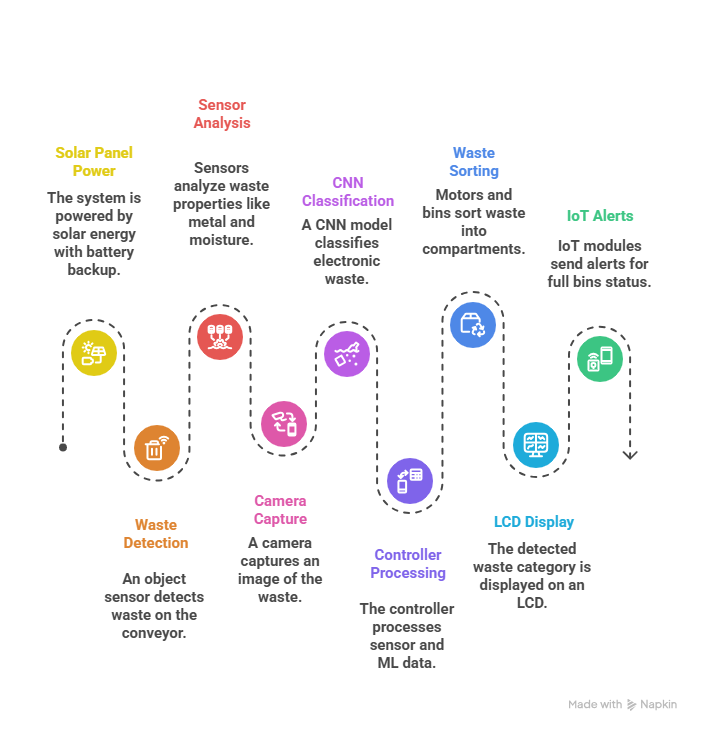 Solar Panel
Power
The system is
powered by
solar energy
with battery
backup.
Waste
Detection
An object
sensor detects
waste on the
conveyor.
Sensor
Analysis
Sensors
analyze waste
properties like
metal and
moisture.
Camera
Capture
A camera
captures an
image of the
waste.
CNN
Classification
A CNN model
classifies
electronic
waste.
Controller
Processing
The controller
processes
sensor and
ML data.
Waste
Sorting
Motors and
bins sort waste
into
compartments.
LCD Display
The detected
waste category is
displayed on an
LCD.
IoT Alerts
IoT modules
send alerts for
full bins status.
Made with Napkin